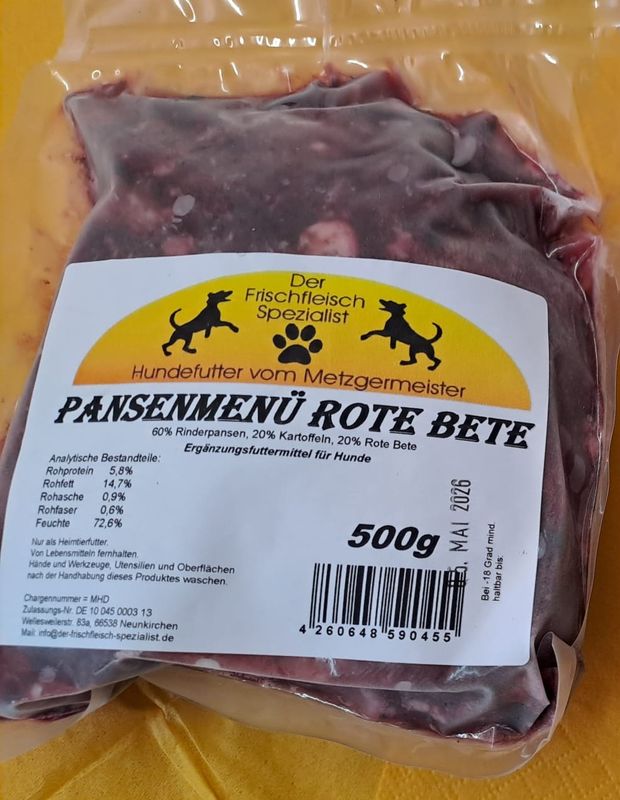 Der
Frischfleisch
Spezialist
Hundefutter vom Metzgermeister
PANSENMENÜ ROTE BETE
60% Rinderpansen, 20% Kartoffeln, 20% Rote Bete
Ergänzungsfuttermittel für Hunde
Analytische Bestandteile:
Rohprotein 5,8%
Rohfett 14,7%
Rohasche 0,9%
Rohfaser 0,6%
Feuchte 72,6%
Nur als Heimtierfutter.
Von Lebensmitteln fernhalten.
Hände und Werkzeuge, Utensilien und Oberflächen
nach der Handhabung dieses Produktes waschen.
Chargennummer = MHD
Zulassungs-Nr. DE 10 045 0003 13
Wellesweilerstr. 83a, 66538 Neunkirchen
Mail: info@der-frischfleisch-spezialist.de
500g
4 260648 590455
MAI 2026
Bei -18 Grad mind.
haltbar bis: